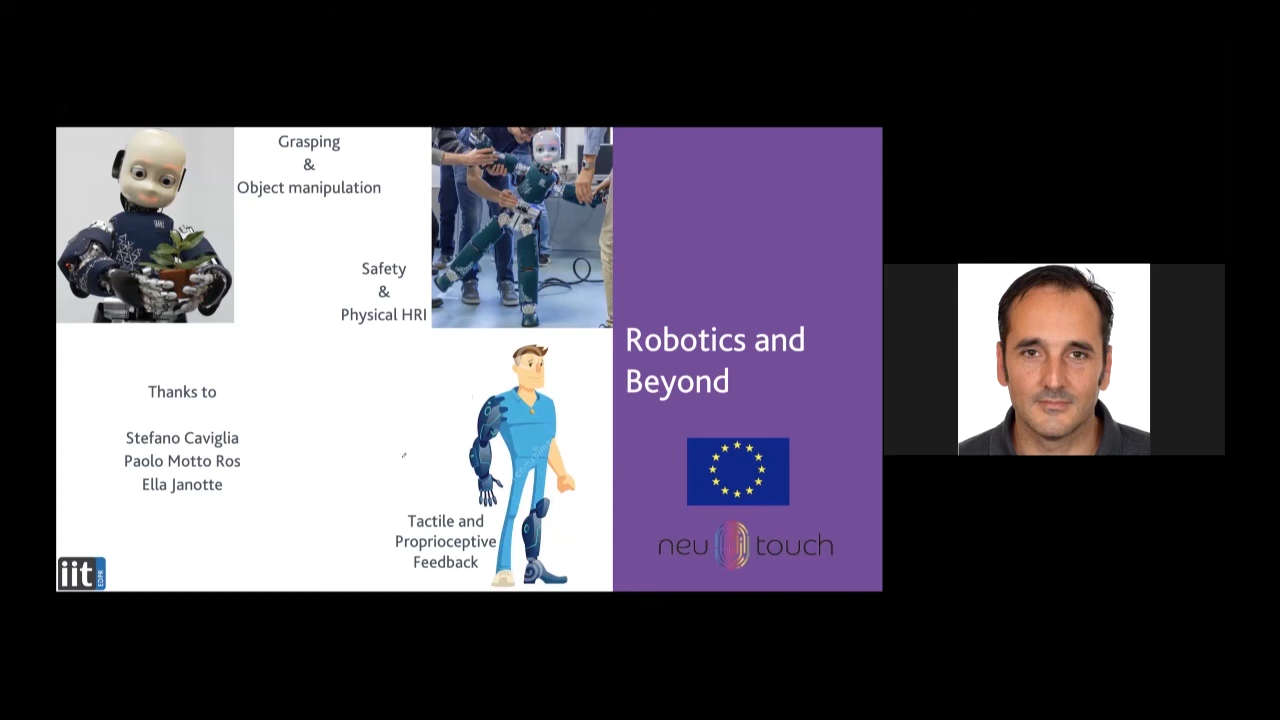 Grasping
&
Object manipulation
Safety
&
Physical HRI
Thanks to
Stefano Caviglia
Paolo Motto Ros
Ella Janotte
Tactile and
Proprioceptive
Feedback
iit
EDPR
Robotics and
Beyond
neu touch